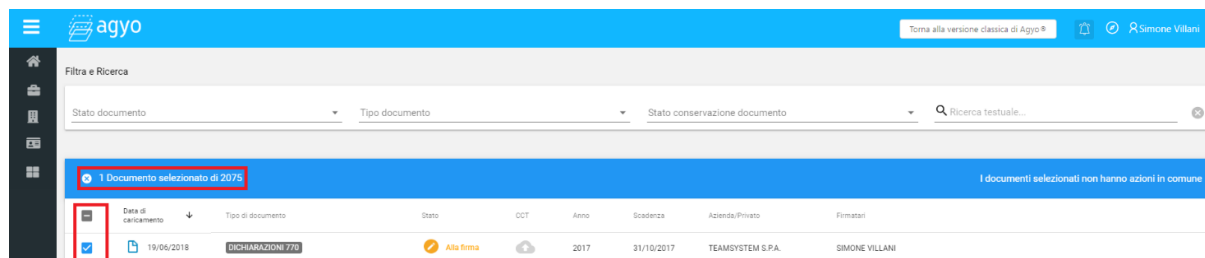 agyo
Torna alla versione classica di Agyo ®
Simone Villani
Filtra e Ricerca
Stato documento
Tipo documento
Stato conservazione documento
Ricerca testuale...
1 Documento selezionato di 2075
I documenti selezionati non hanno azioni in comune
Data di
caricamento
Tipo di documento
Stato
CCT
Anno
Scadenza
Azienda/Privato
Firmatari
19/06/2018
DICHIARAZIONI 770
Alla firma
2017
31/10/2017
TEAMSYSTEM S.P.A.
SIMONE VILLANI